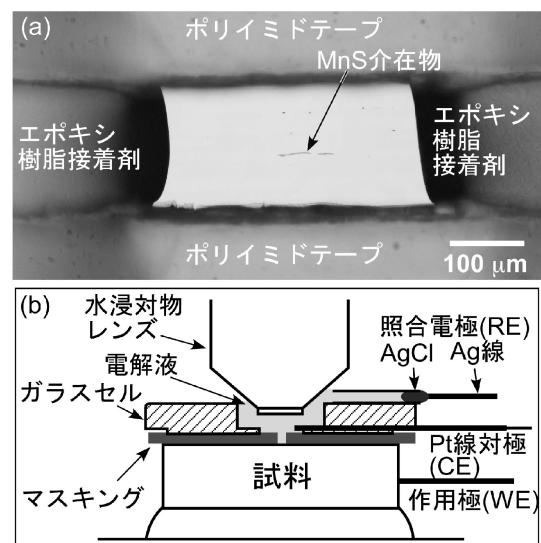 (a)
ポリイミドテープ
MnS介在物
エポキシ
樹脂接着剤
エポキシ
樹脂
接着剤
ポリイミドテープ
100 μm
(b)
水浸対物
レンズ
電解液
ガラスセル
マスキング
試料
照合電極(RE)
AgCl Ag線
Pt線対極
(CE)
作用極(WE)